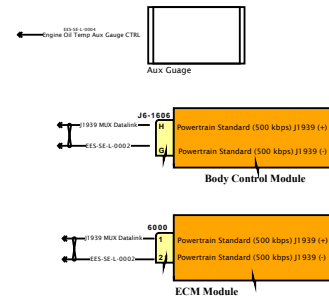 EES-SE-L-0004
Engine Oil Temp Aux Gauge CTRL
Aux Guage
J6-1606
J1939 MUX Datalink
H
Powertrain Standard (500 kbps) J1939 (+)
EES-SE-L-0002
G
Powertrain Standard (500 kbps) J1939 (-)
Body Control Module
6000
J1939 MUX Datalink
1
Powertrain Standard (500 kbps) J1939 (+)
EES-SE-L-0002
2
Powertrain Standard (500 kbps) J1939 (-)
ECM Module